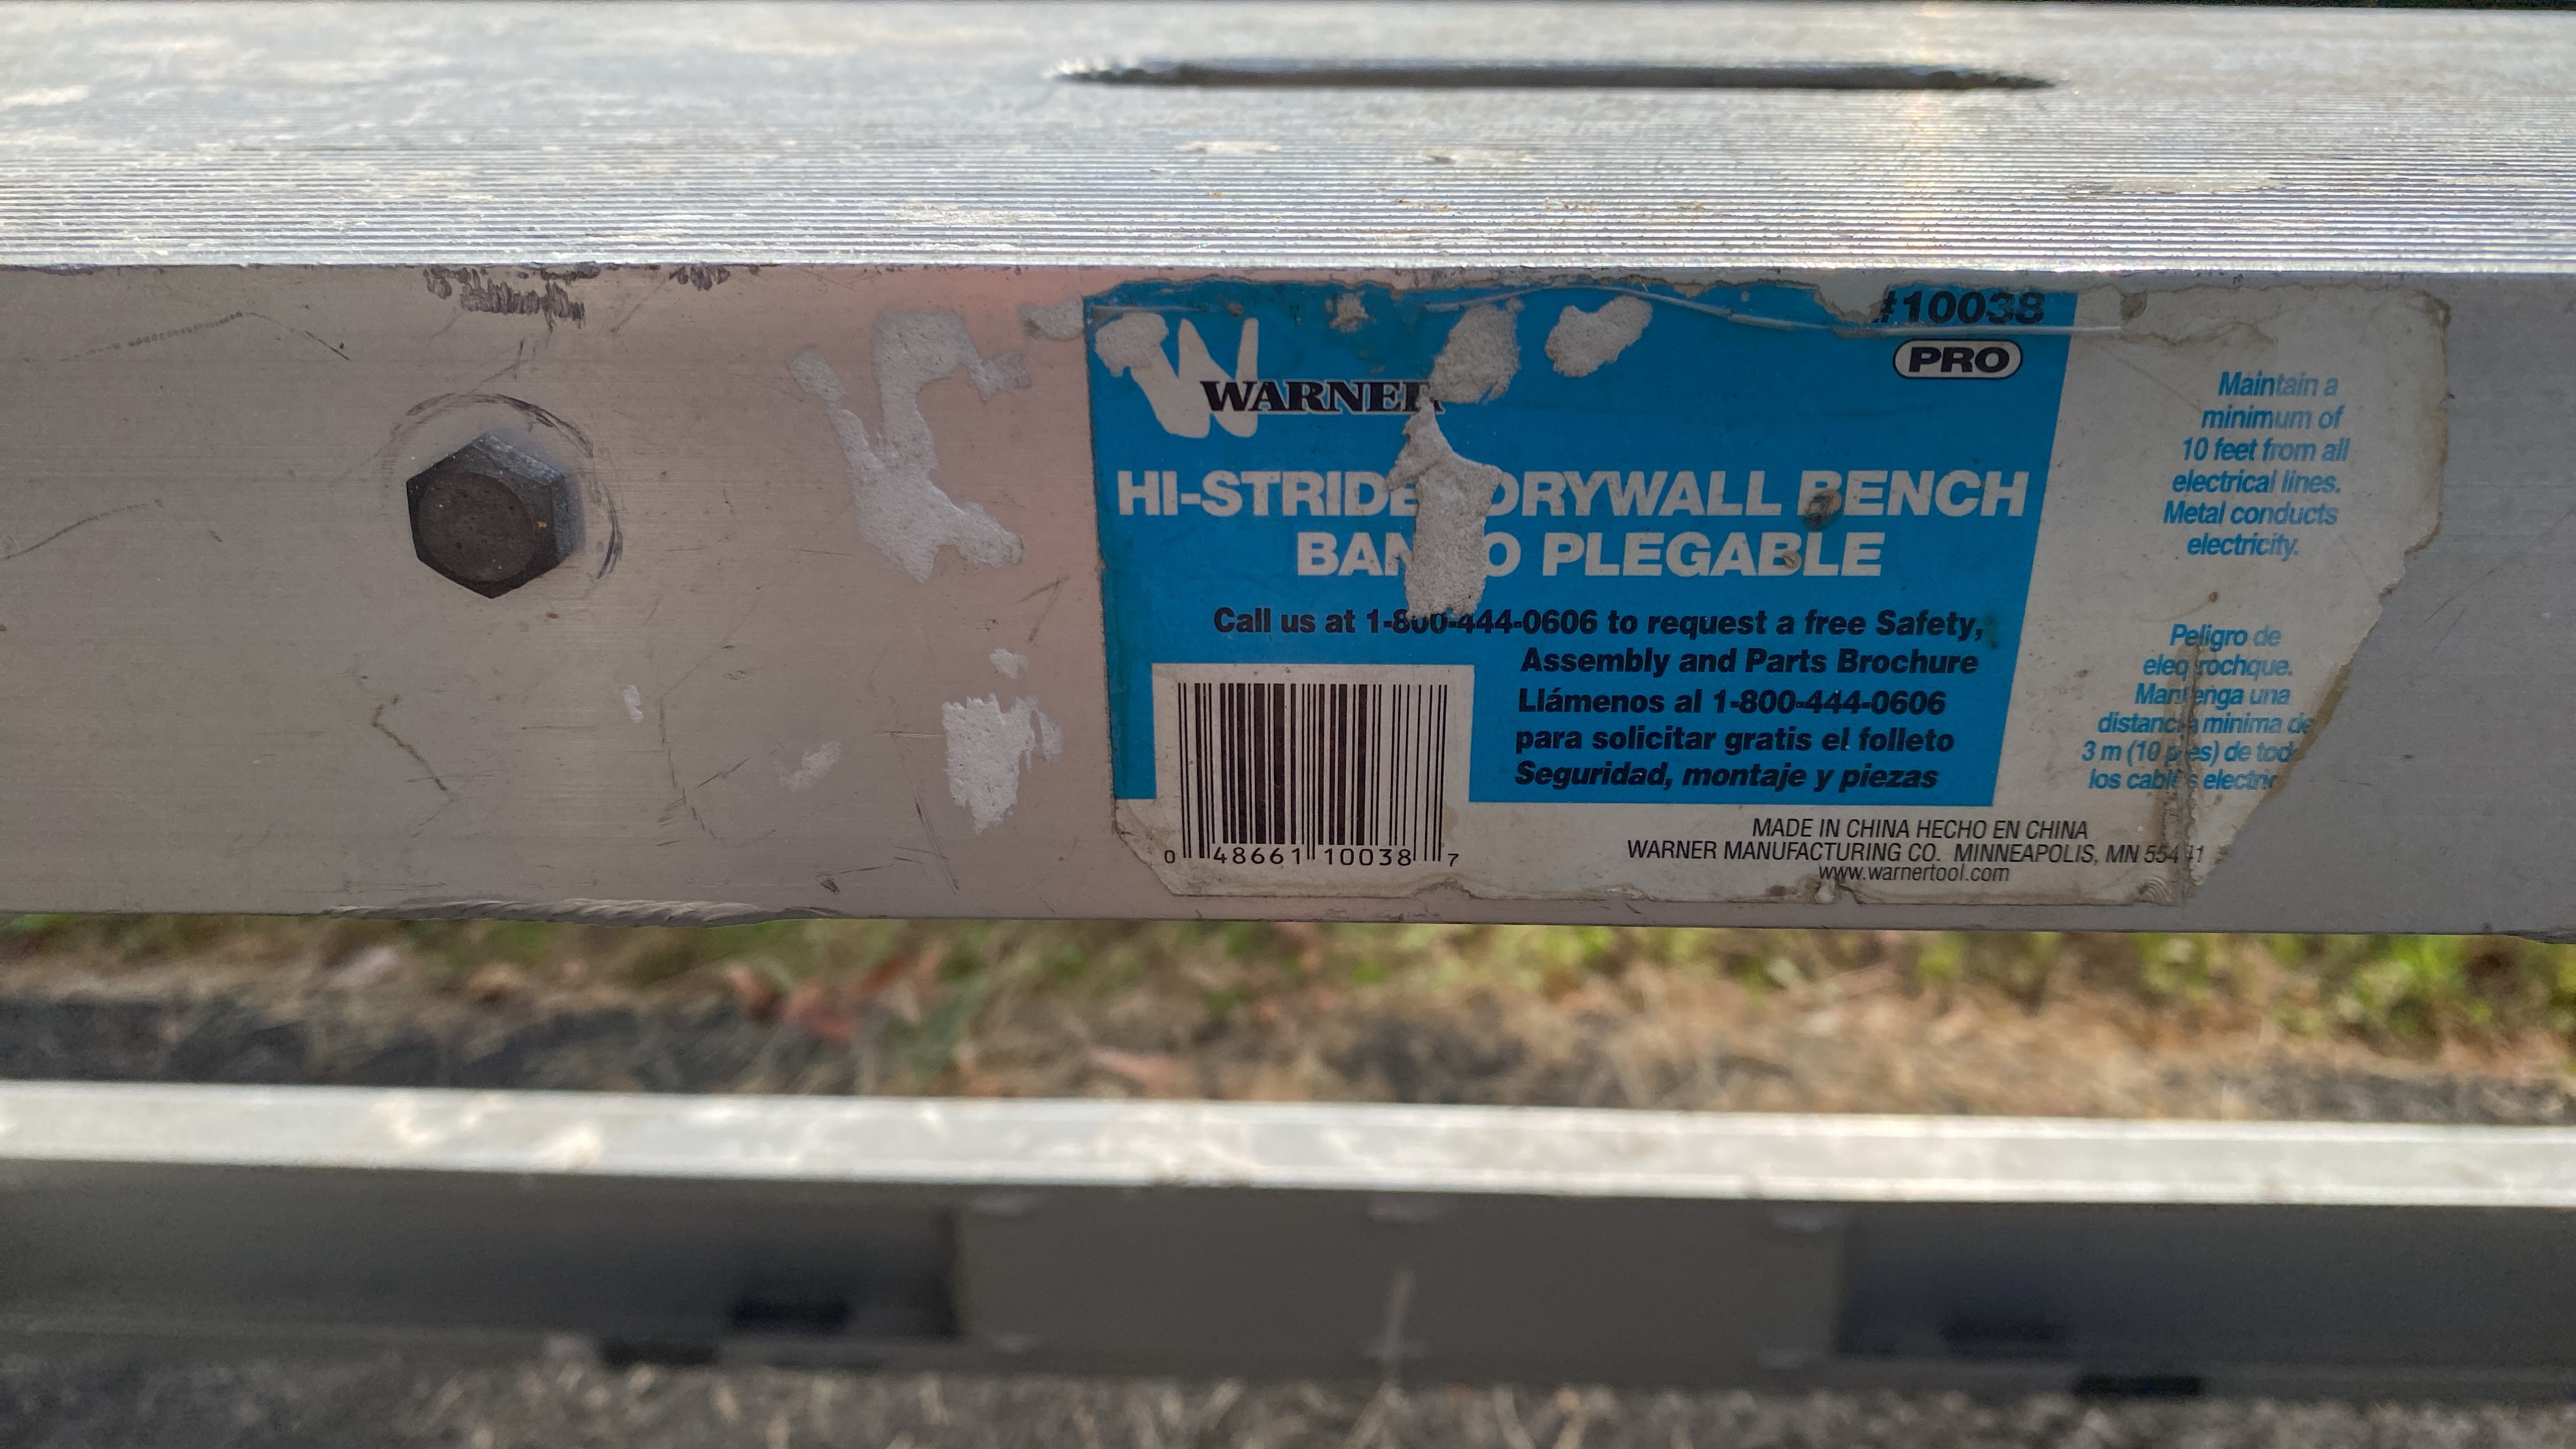 #10038
PRO
WARNER
HI-STRIDE DRYWALL BENCH
PLEGABLE
Call us at 1-800-444-0606 to request a free Safety,
Assembly and Parts Brochure
Llámenos al 1-800-444-0606
para solicitar gratis el folleto
Seguridad, montaje y piezas
0 48661 10038 7
MADE IN CHINA HECHO EN CHINA
WARNER MANUFACTURING CO. MINNEAPOLIS, MN 55441
www.warnertool.com
Maintain a
minimum of
10 feet from all
electrical lines.
Metal conducts
electricity.
Peligro de
Mantenga una
distancia minima de
3 m (10 pies) de
los cables